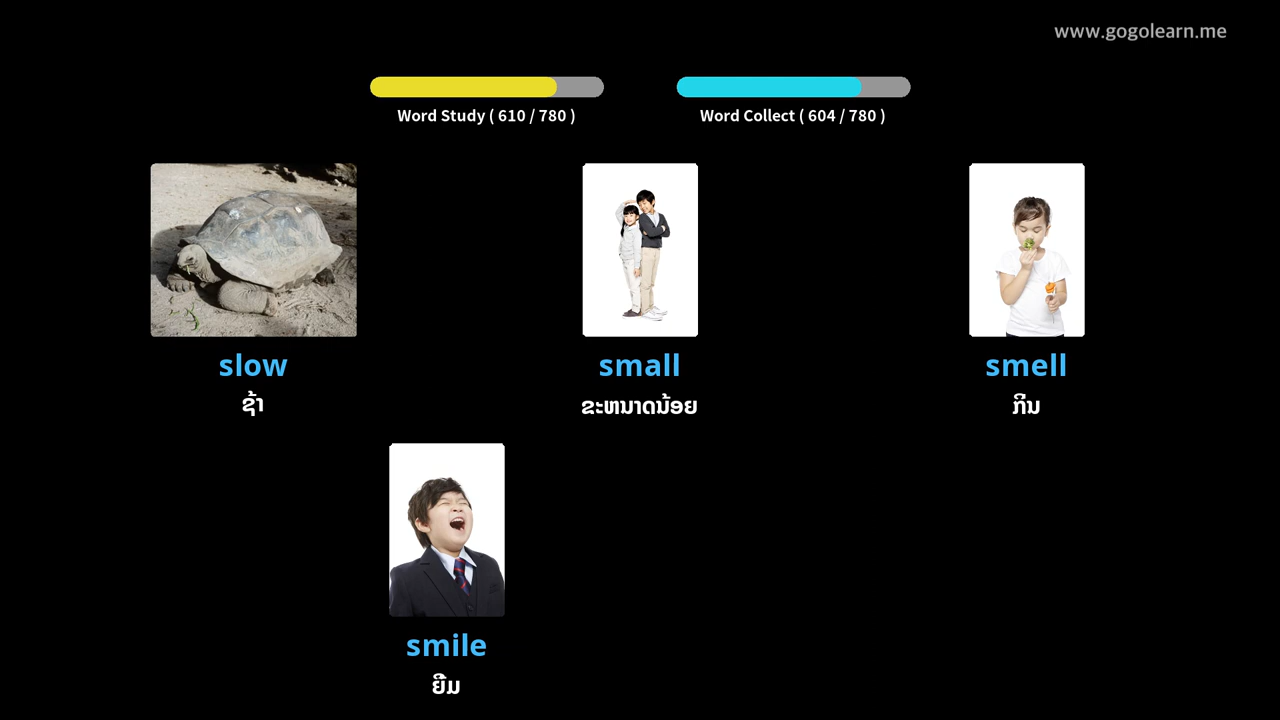 www.gogolearn.me
Word Study ( 610 / 780 )
Word Collect ( 604 / 780 )
slow
ຊ້າ
small
ຂະຫນາດນ້ອຍ
smell
ກິ່ນ
smile
ຍິ້ມ